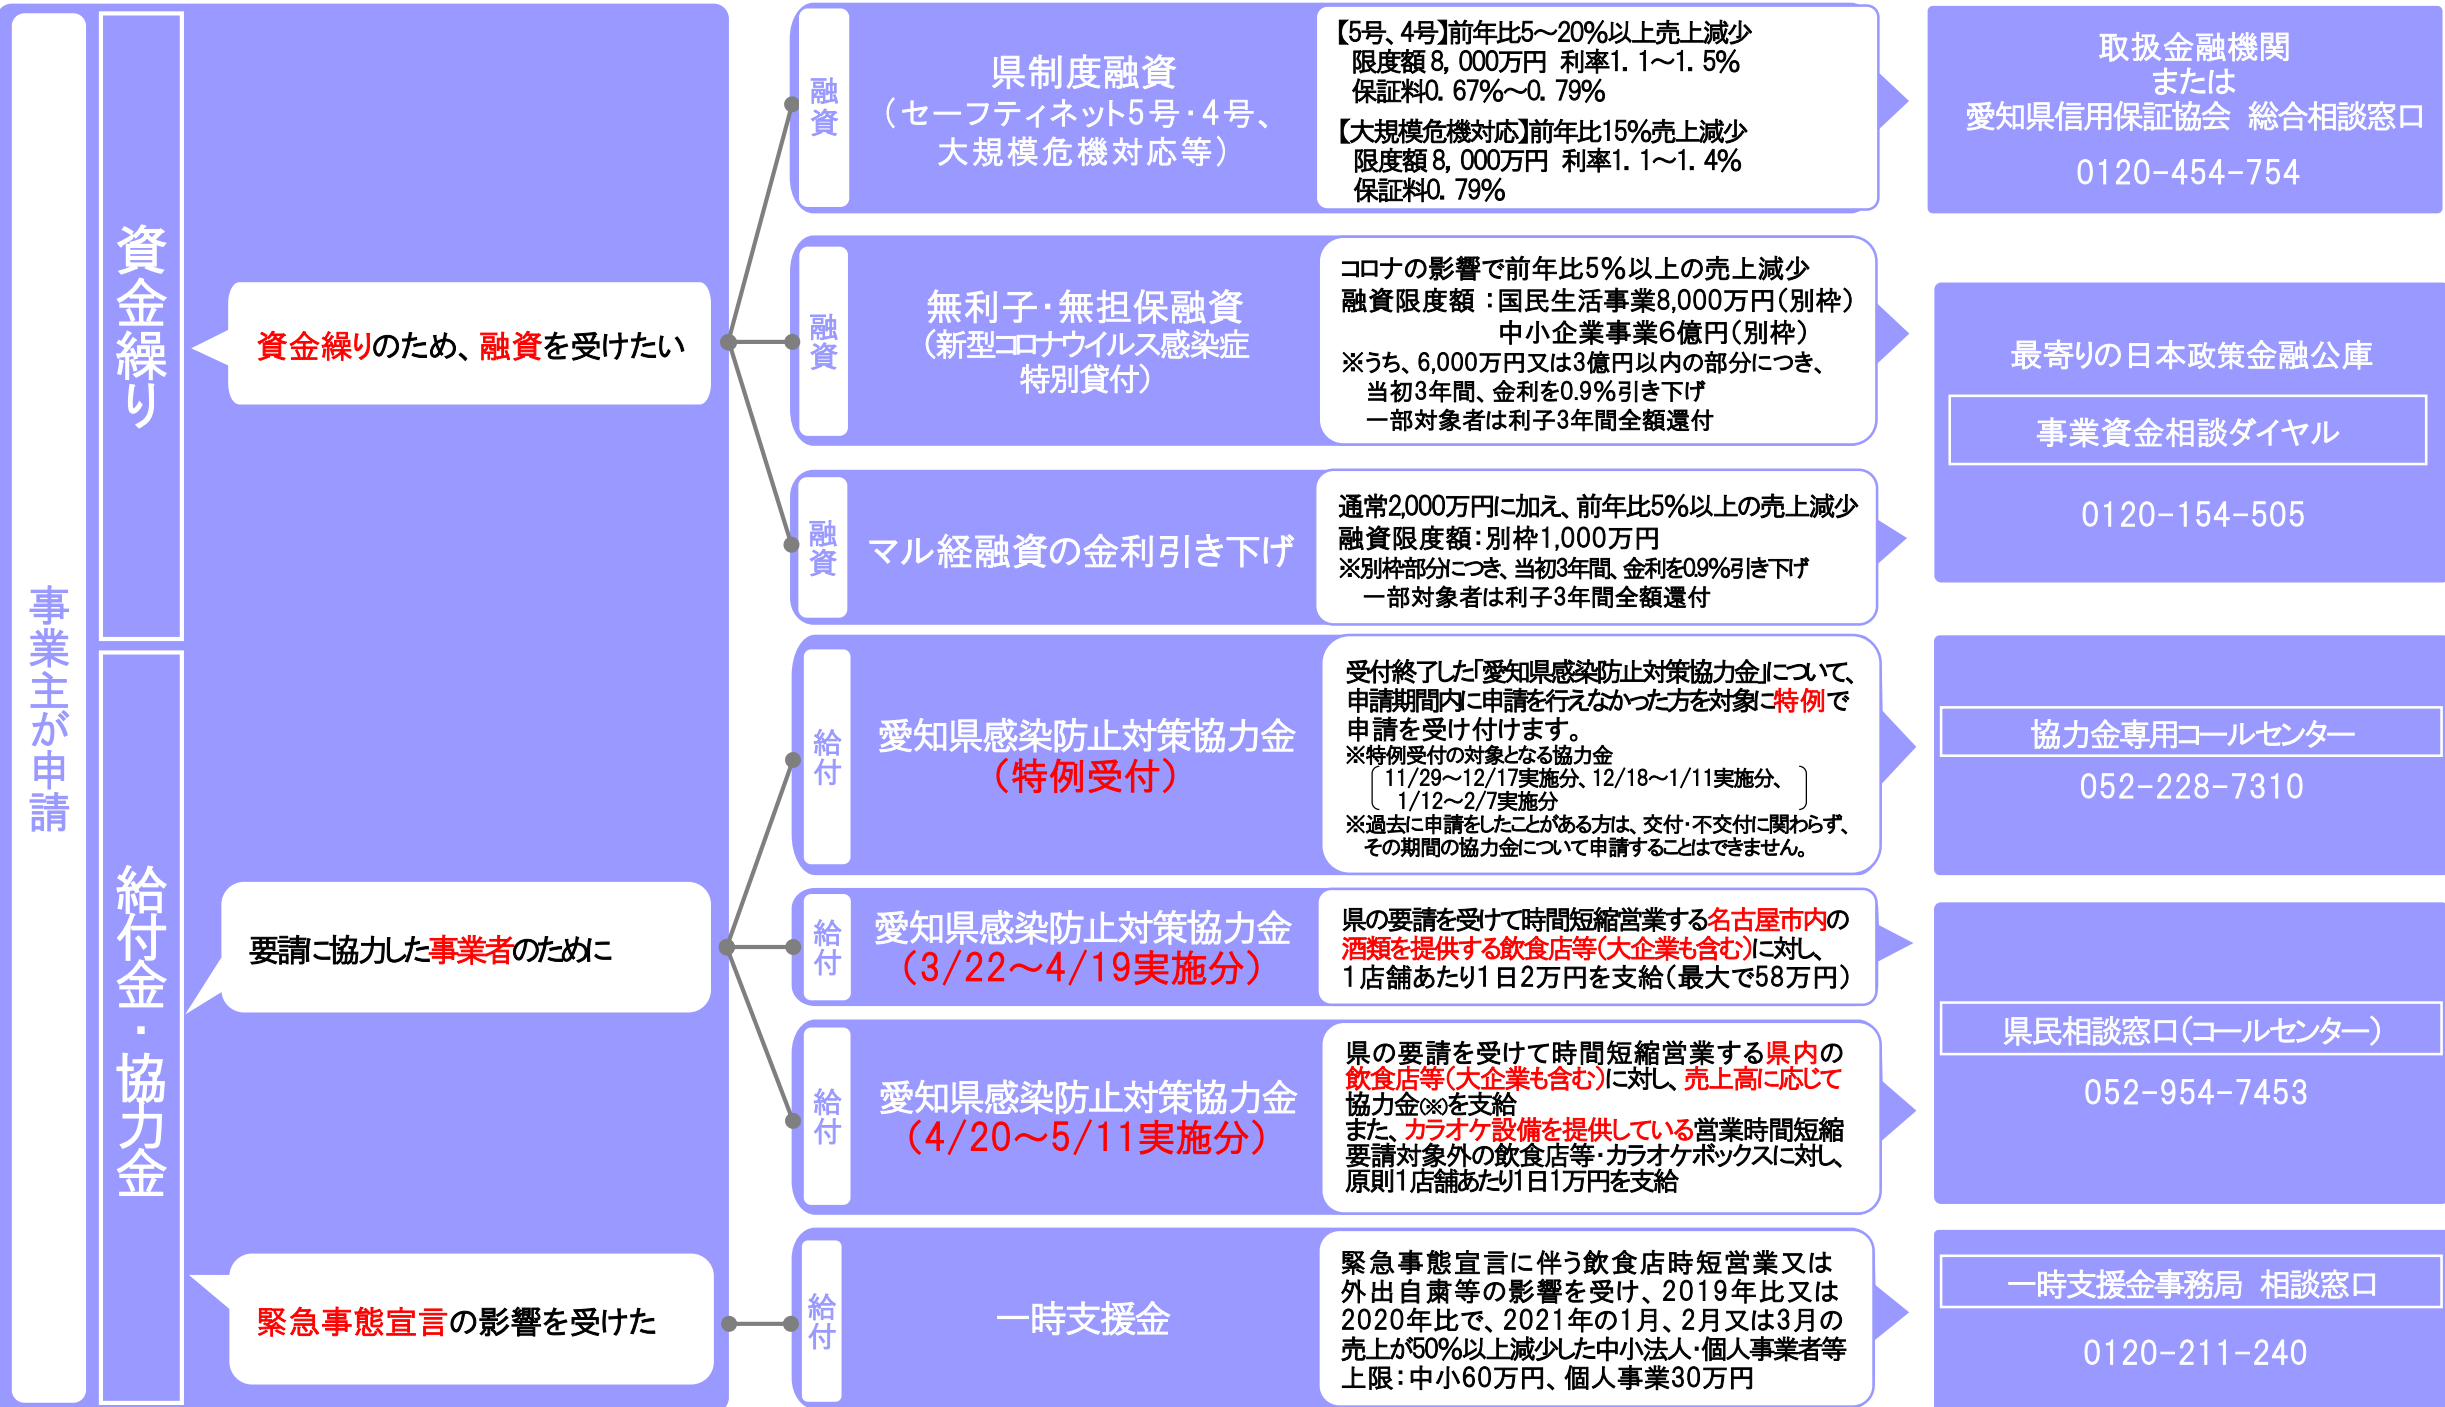 事業主が申請
資金繰り
資金繰りのため、融資を受けたい
融資
県制度融資
（セーフティネット5号・4号、
大規模危機対応等）
【5号、4号】前年比5～20%以上売上減少
限度額8，000万円 利率1．1～1．5%
保証料0．67%～0．79%
【大規模危機対応】前年比15%売上減少
限度額8，000万円 利率1．1～1．4%
保証料0．79%
取扱金融機関
または
愛知県信用保証協会 総合相談窓口
0120-454-754
融資
無利子・無担保融資
（新型コロナウイルス感染症
特別貸付）
コロナの影響で前年比5%以上の売上減少
融資限度額：国民生活事業8,000万円（別枠）
中小企業事業6億円（別枠）
※うち、6,000万円又は3億円以内の部分につき、
当初3年間、金利を0.9%引き下げ
一部対象者は利子3年間全額還付
最寄りの日本政策金融公庫
事業資金相談ダイヤル
0120-154-505
融資
マル経融資の金利引き下げ
通常2,000万円に加え、前年比5%以上の売上減少
融資限度額：別枠1,000万円
※別枠部分につき、当初3年間、金利を0.9%引き下げ
一部対象者は利子3年間全額還付
給付金・協力金
要請に協力した事業者のために
給付
愛知県感染防止対策協力金
（特例受付）
受付終了した「愛知県感染防止対策協力金」について、
申請期間内に申請を行えなかった方を対象に特例で
申請を受け付けます。
※特例受付の対象となる協力金
11/29～12/17実施分、12/18～1/11実施分、
1/12～2/7実施分
※過去に申請をしたことがある方は、交付・不交付に関わらず、
その期間の協力金について申請することはできません。
協力金専用コールセンター
052-228-7310
給付
愛知県感染防止対策協力金
（3/22～4/19実施分）
県の要請を受けて時間短縮営業する名古屋市内の
酒類を提供する飲食店等（大企業も含む）に対し、
1店舗あたり1日2万円を支給（最大で58万円）
県民相談窓口（コールセンター）
052-954-7453
給付
愛知県感染防止対策協力金
（4/20～5/11実施分）
県の要請を受けて時間短縮営業する県内の
飲食店等（大企業も含む）に対し、売上高に応じて
協力金（※）を支給
また、カラオケ設備を提供している営業時間短縮
要請対象外の飲食店等・カラオケボックスに対し、
原則1店舗あたり1日1万円を支給
緊急事態宣言の影響を受けた
給付
一時支援金
緊急事態宣言に伴う飲食店時短営業又は
外出自粛等の影響を受け、2019年比又は
2020年比で、2021年の1月、2月又は3月の
売上が50%以上減少した中小法人・個人事業者等
上限：中小60万円、個人事業30万円
一時支援金事務局 相談窓口
0120-211-240